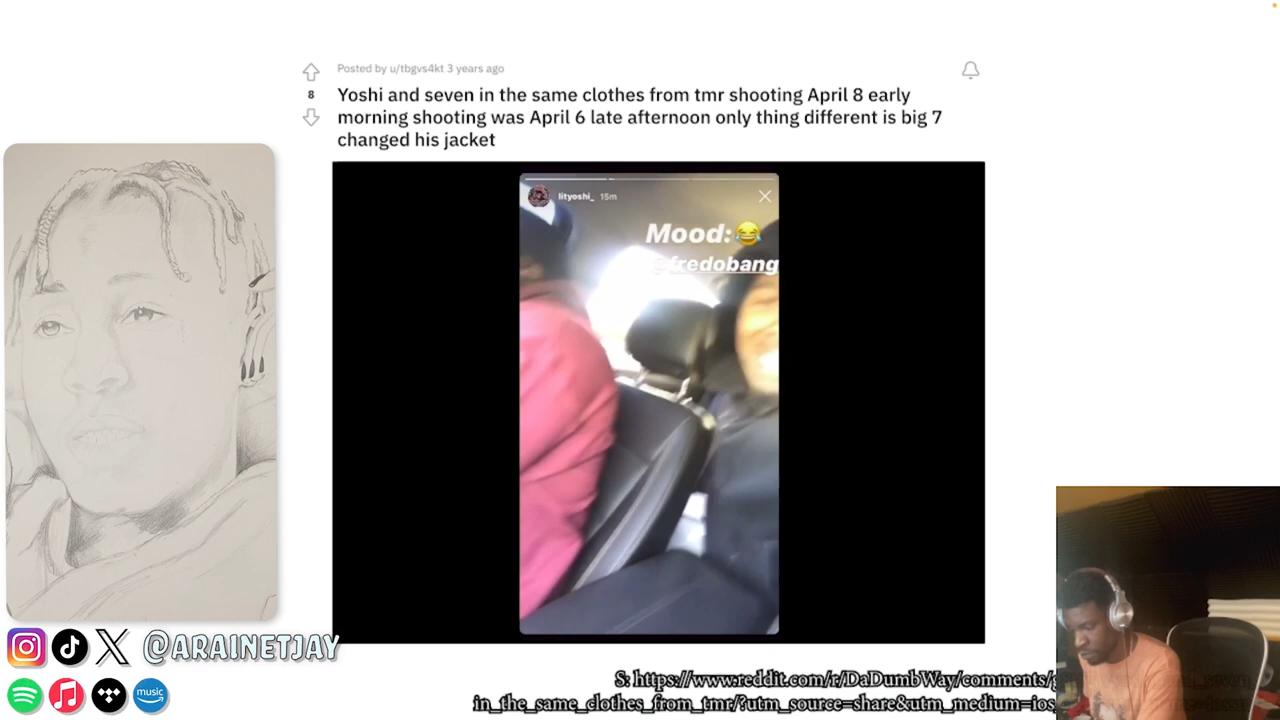 Posted by u/tbgvs4kt 3 years ago
8
Yoshi and seven in the same clothes from tmr shooting April 8 early
morning shooting was April 6 late afternoon only thing different is big 7
changed his jacket
lityoshi_ 15m
Mood:😂
fredobang
@ARAINETJAY
music
S: https://www.reddit.com/r/DaDumbWay/comments/
in_the_same_clothes_from_tmr/?utm_source=share&utm_medium=ios